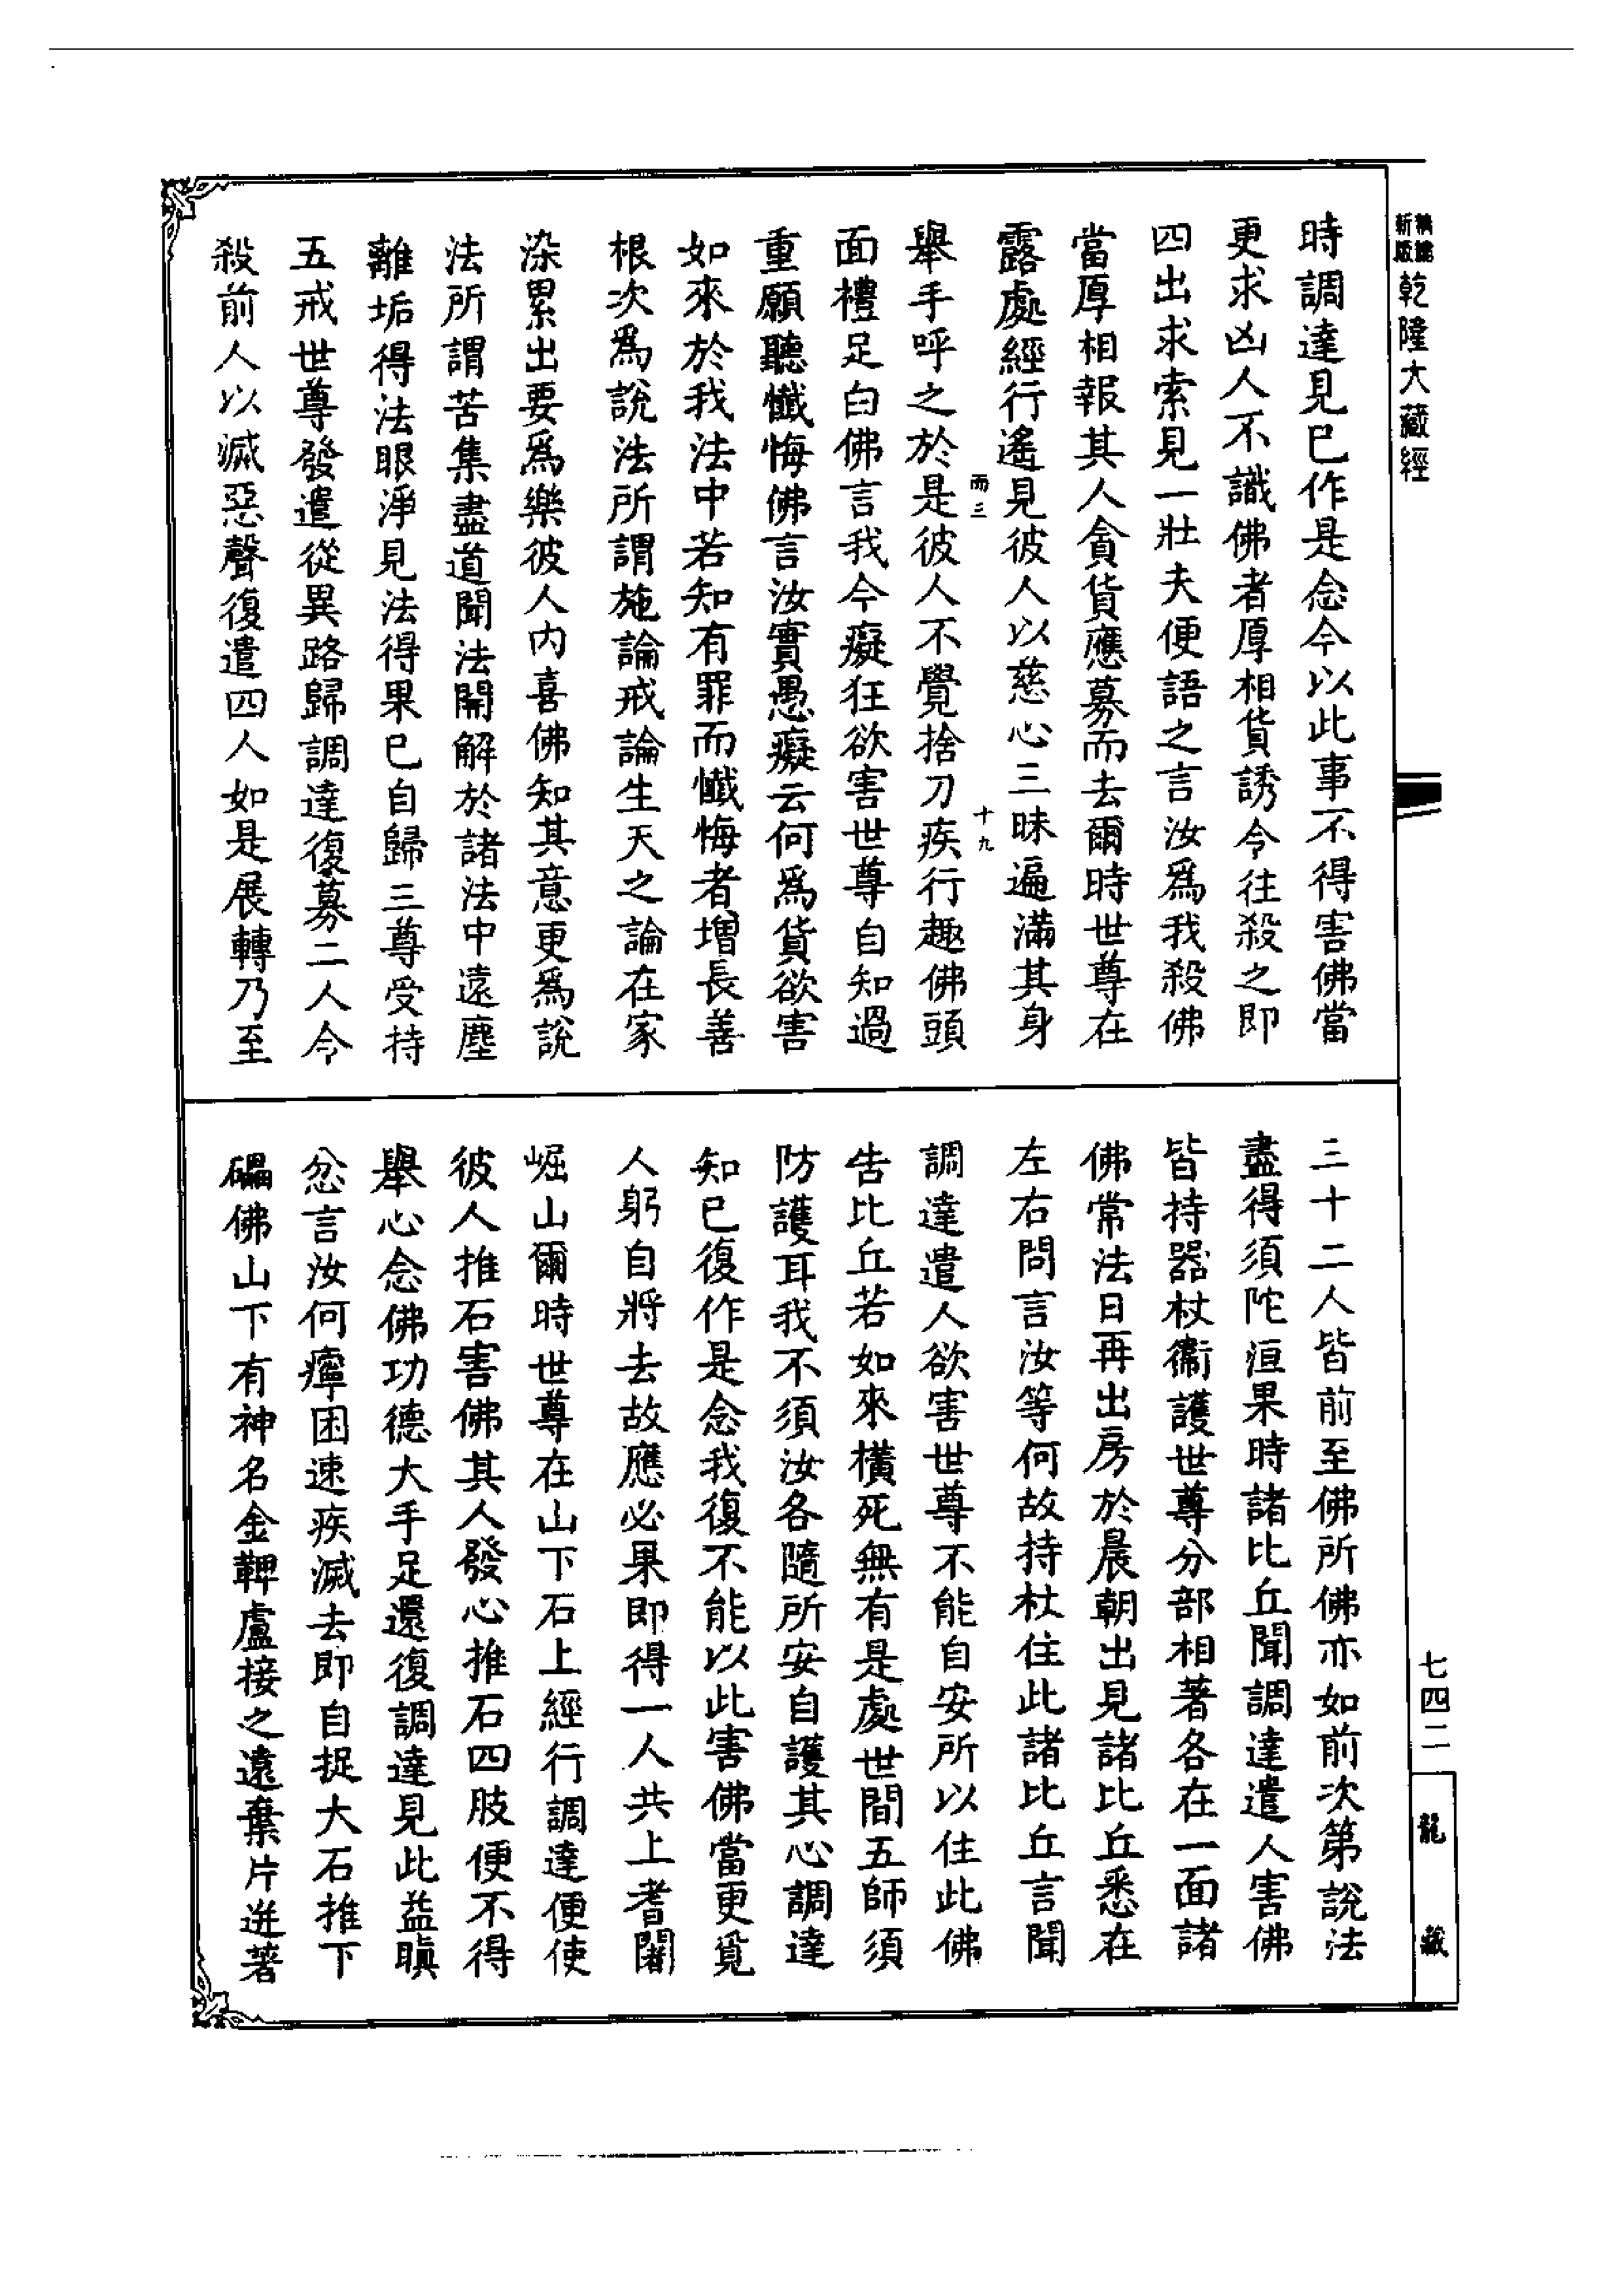 新版
乾隆大藏經
時調達見已作是念今以此事不得害佛當
更求凶人不識佛者厚相貨誘令往殺之即
四出求索見一壯夫便語之言汝為我殺佛
當厚相報其人貪貨應募而去爾時世尊在
露處經行遙見彼人以慈心三昧遍滿其身
而三
十九
舉手呼之於是彼人不覺捨刀疾行趣佛頭
面禮足白佛言我今癡狂欲害世尊自知過
重願聽懺悔佛言汝實愚癡云何為貨欲害
如來於我法中若知有罪而懺悔者增長善
根次為說法所謂施論戒論生天之論在家
染累出要為樂彼人內喜佛知其意更為說
法所謂苦集盡道聞法開解於諸法中遠塵
離垢得法眼淨見法得果已自歸三尊受持
五戒世尊發遣從異路歸調達復募二人令
殺前人以滅惡聲復遣四人如是展轉乃至
三十二人皆前至佛所佛亦如前次第說法
盡得須陀洹果時諸比丘聞調達遣人害佛
皆持器杖衛護世尊分部相著各在一面諸
佛常法日再出房於晨朝出見諸比丘悉在
左右問言汝等何故持杖住此諸比丘言聞
調達遣人欲害世尊不能自安所以住此佛
告比丘若如來橫死無有是處世間五師須
防護耳我不須汝各隨所安自護其心調達
知已復作是念我復不能以此害佛當更覓
人躬自將去故應必果即得一人共上耆闍
崛山爾時世尊在山下石上經行調達便使
彼人推石害佛其人發心推石四肢便不得
舉心念佛功德大手足還復調達見此益瞋
忿言汝何癉困速疾滅去即自捉大石推下
礧佛山下有神名金鞞盧接之遠棄片迸著
七四二
龍藏